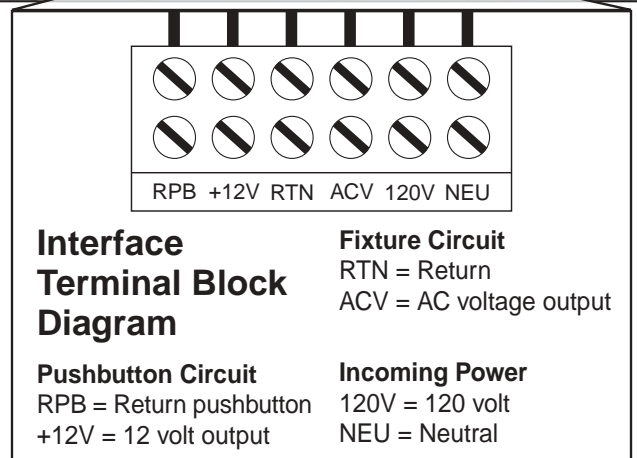 RPB +12V RTN ACV 120V NEU
Interface
Terminal Block
Diagram
Pushbutton Circuit
RPB = Return pushbutton
+12V = 12 volt output
Fixture Circuit
RTN = Return
ACV = AC voltage output
Incoming Power
120V = 120 volt
NEU = Neutral